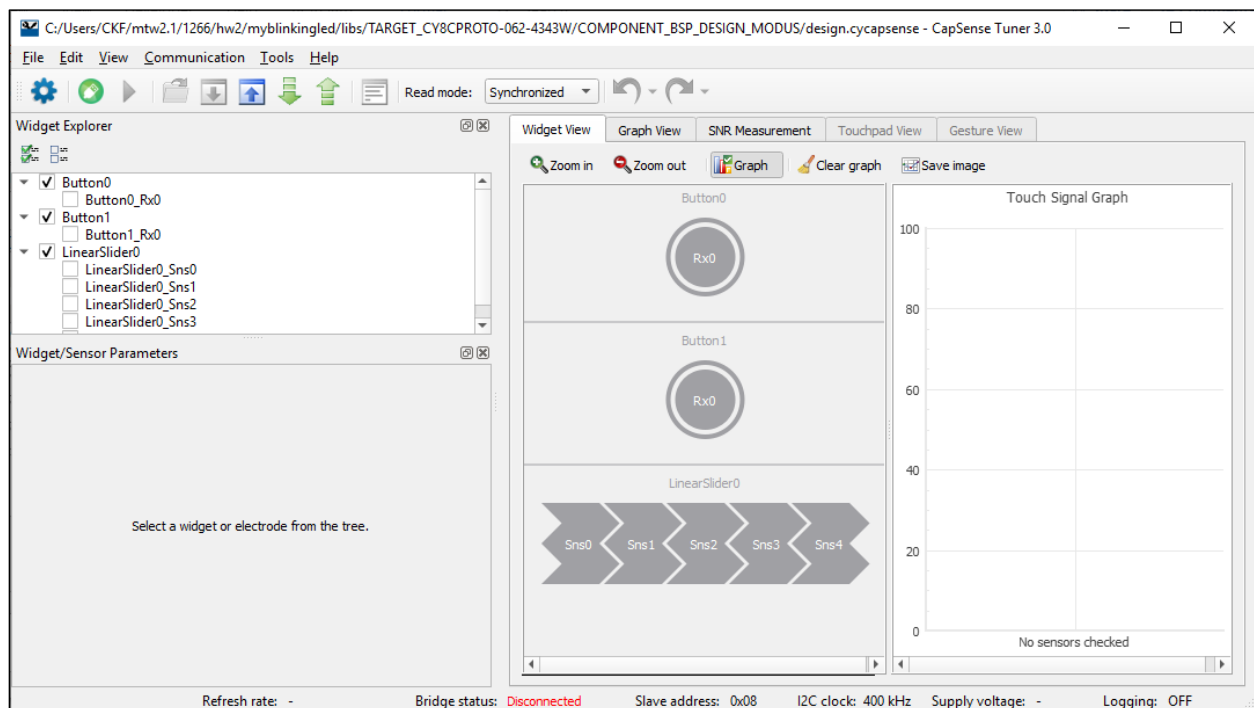 C:/Users/CKF/mtw2.1/1266/hw2/myblinkingled/libs/TARGET_CY8CPROTO-062-4343W/COMPONENT_BSP_DESIGN_MODUS/design.cycapsense - CapSense Tuner 3.0
File Edit View Communication Tools Help
Read mode: Synchronized
Widget Explorer
Button0
Button0_Rx0
Button1
Button1_Rx0
LinearSlider0
LinearSlider0_Sns0
LinearSlider0_Sns1
LinearSlider0_Sns2
LinearSlider0_Sns3
Widget/Sensor Parameters
Select a widget or electrode from the tree.
Widget View Graph View SNR Measurement Touchpad View Gesture View
Zoom in Zoom out Graph Clear graph Save image
Button0
Rx0
Button1
Rx0
LinearSlider0
Sns0 Sns1 Sns2 Sns3 Sns4
Touch Signal Graph
100
80
60
40
20
0
No sensors checked
Refresh rate: - Bridge status: Disconnected Slave address: 0x08 I2C clock: 400 kHz Supply voltage: - Logging: OFF